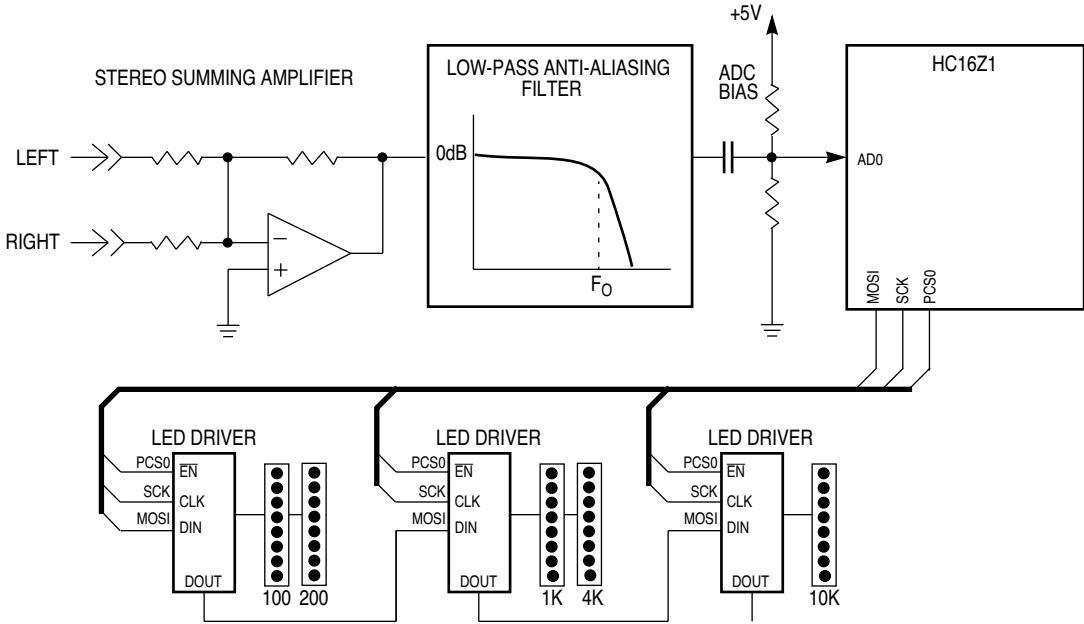 +5V
STEREO SUMMING AMPLIFIER
LOW-PASS ANTI-ALIASING
FILTER
ADC
BIAS
HC16Z1
LEFT
0dB
AD0
RIGHT
−
+
F_O
MOSI
SCK
PCS0
LED DRIVER
PCS0
EN
SCK
CLK
MOSI
DIN
DOUT
100
200
LED DRIVER
PCS0
EN
SCK
CLK
MOSI
DIN
DOUT
1K
4K
LED DRIVER
PCS0
EN
SCK
CLK
MOSI
DIN
DOUT
10K